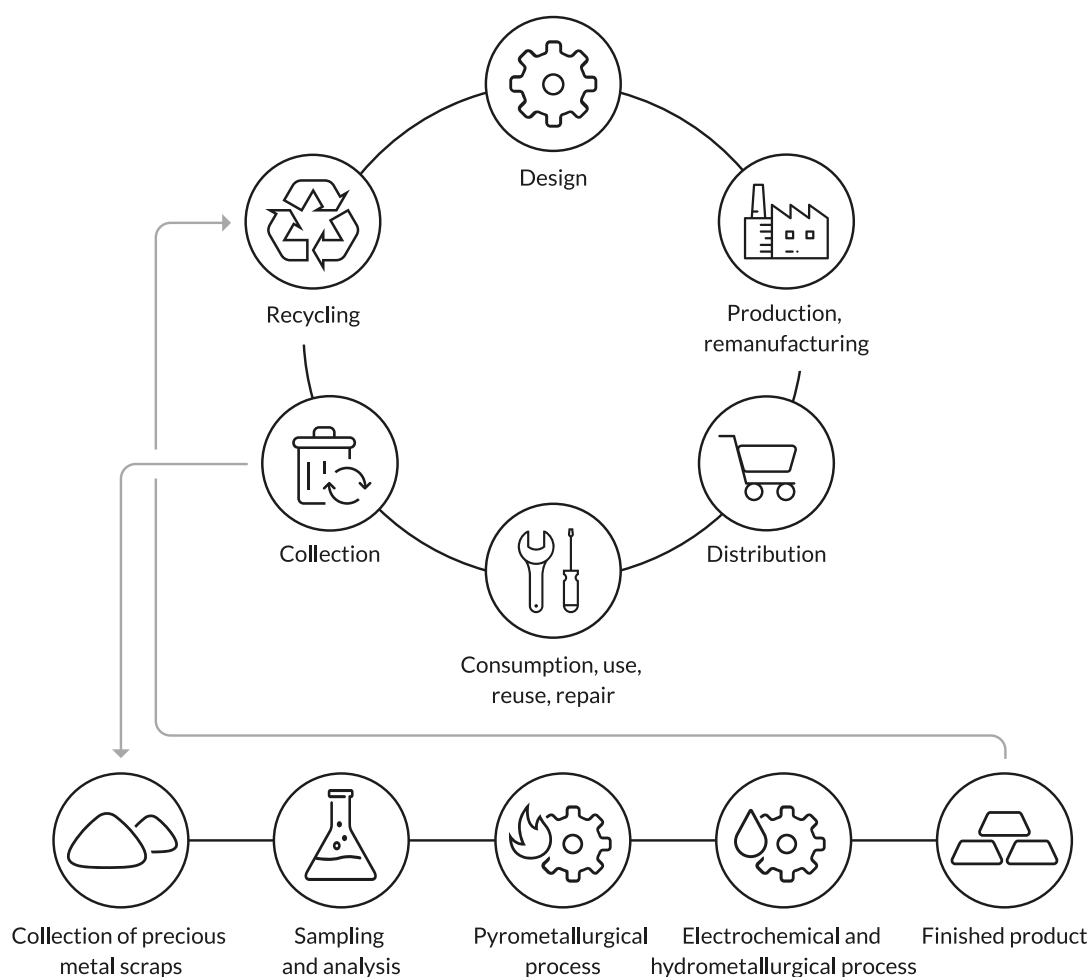 Design
Recycling
Production,
remanufacturing
Collection
Distribution
Consumption, use,
reuse, repair
Collection of precious
metal scraps
Sampling
and analysis
Pyrometallurgical
process
Electrochemical and
hydrometallurgical process
Finished product